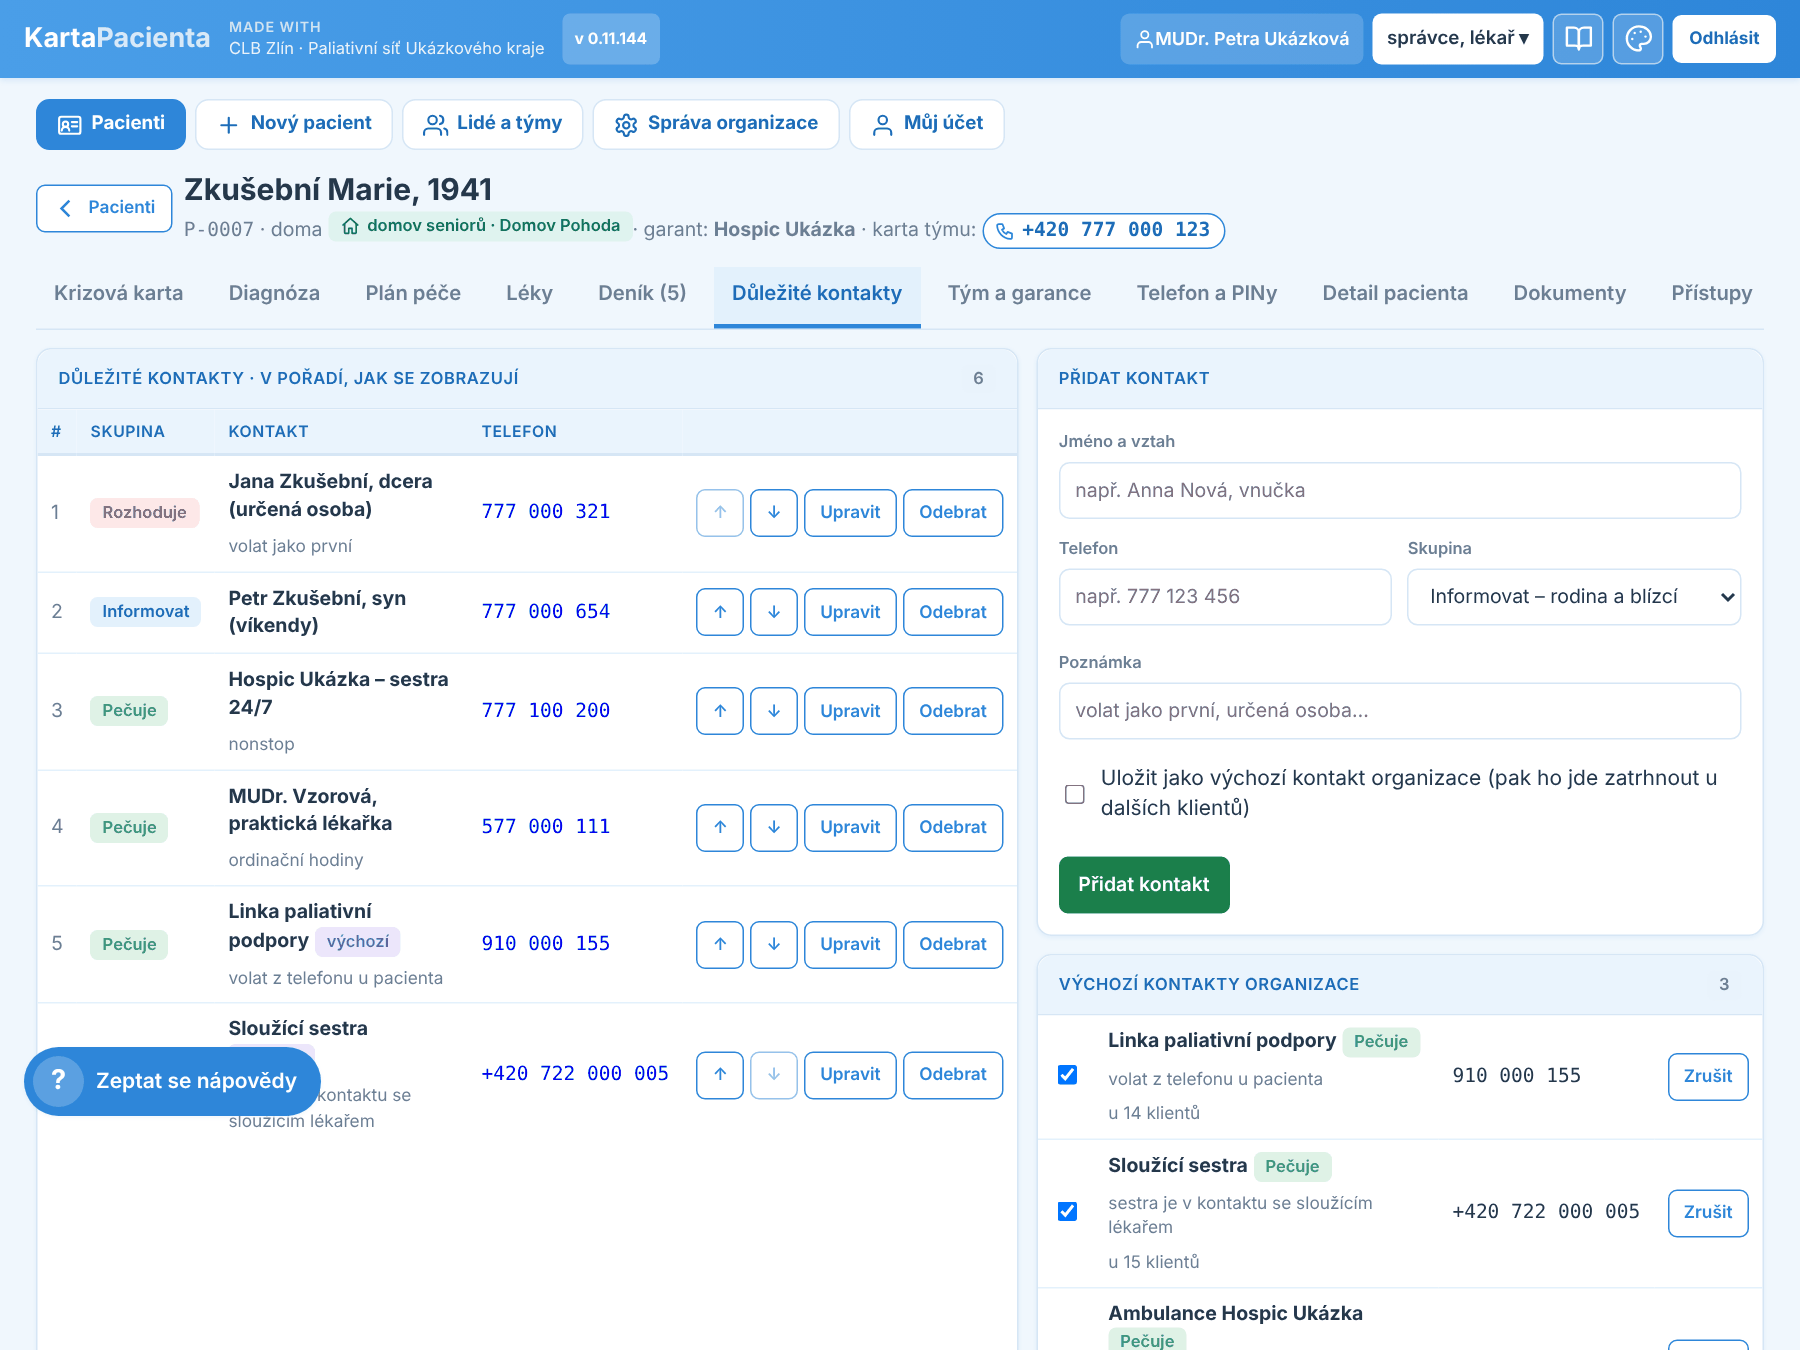 KartaPacienta
MADE WITH
CLB Zlín · Paliativní síť Ukázkového kraje
v 0.11.144
MUDr. Petra Ukázková
správce, lékař ▾
Odhlásit
Pacienti
Nový pacient
Lidé a týmy
Správa organizace
Můj účet
Pacienti
Zkušební Marie, 1941
P-0007 · doma domov seniorů · Domov Pohoda · garant: Hospic Ukázka · karta týmu: +420 777 000 123
Krizová karta
Diagnóza
Plán péče
Léky
Deník (5)
Důležité kontakty
Tým a garance
Telefon a PINy
Detail pacienta
Dokumenty
Přístupy
DŮLEŽITÉ KONTAKTY · V POŘADÍ, JAK SE ZOBRAZUJÍ 6
# SKUPINA KONTAKT TELEFON
1 Rozhoduje
Jana Zkušební, dcera
(určená osoba)
volat jako první
777 000 321
↑ ↓ Upravit Odebrat
2 Informovat
Petr Zkušební, syn
(víkendy)
777 000 654
↑ ↓ Upravit Odebrat
3 Pečuje
Hospic Ukázka – sestra
24/7
nonstop
777 100 200
↑ ↓ Upravit Odebrat
4 Pečuje
MUDr. Vzorová,
praktická lékařka
ordinační hodiny
577 000 111
↑ ↓ Upravit Odebrat
5 Pečuje
Linka paliativní
podpory výchozí
volat z telefonu u pacienta
910 000 155
↑ ↓ Upravit Odebrat
Sloužící sestra
kontaktu se
sloužícím lékařem
+420 722 000 005
↑ ↓ Upravit Odebrat
? Zeptat se nápovědy
PŘIDAT KONTAKT
Jméno a vztah
např. Anna Nová, vnučka
Telefon
např. 777 123 456
Skupina
Informovat – rodina a blízcí
Poznámka
volat jako první, určená osoba…
Uložit jako výchozí kontakt organizace (pak ho jde zatrhnout u
dalších klientů)
Přidat kontakt
VÝCHOZÍ KONTAKTY ORGANIZACE 3
Linka paliativní podpory Pečuje
volat z telefonu u pacienta
u 14 klientů
910 000 155
Zrušit
Sloužící sestra Pečuje
sestra je v kontaktu se sloužícím
lékařem
u 15 klientů
+420 722 000 005
Zrušit
Ambulance Hospic Ukázka
Pečuje